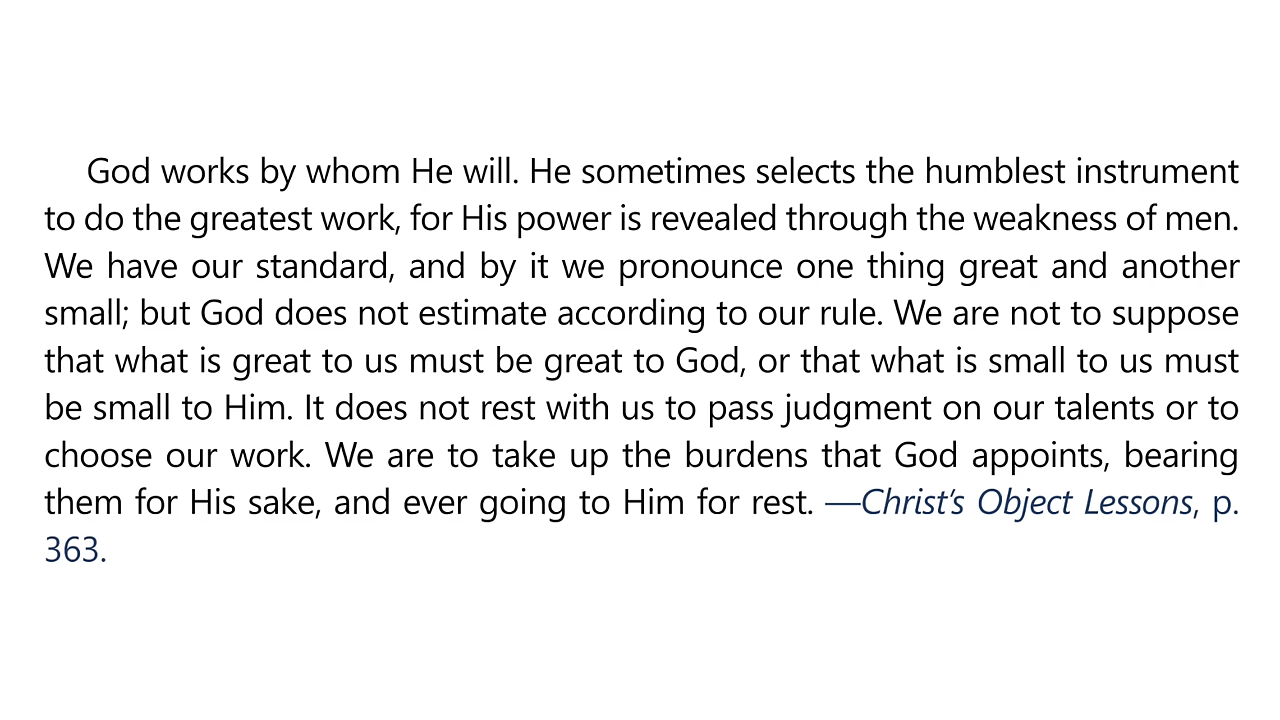 God works by whom He will. He sometimes selects the humblest instrument
to do the greatest work, for His power is revealed through the weakness of men.
We have our standard, and by it we pronounce one thing great and another
small; but God does not estimate according to our rule. We are not to suppose
that what is great to us must be great to God, or that what is small to us must
be small to Him. It does not rest with us to pass judgment on our talents or to
choose our work. We are to take up the burdens that God appoints, bearing
them for His sake, and ever going to Him for rest. —Christ’s Object Lessons, p.
363.